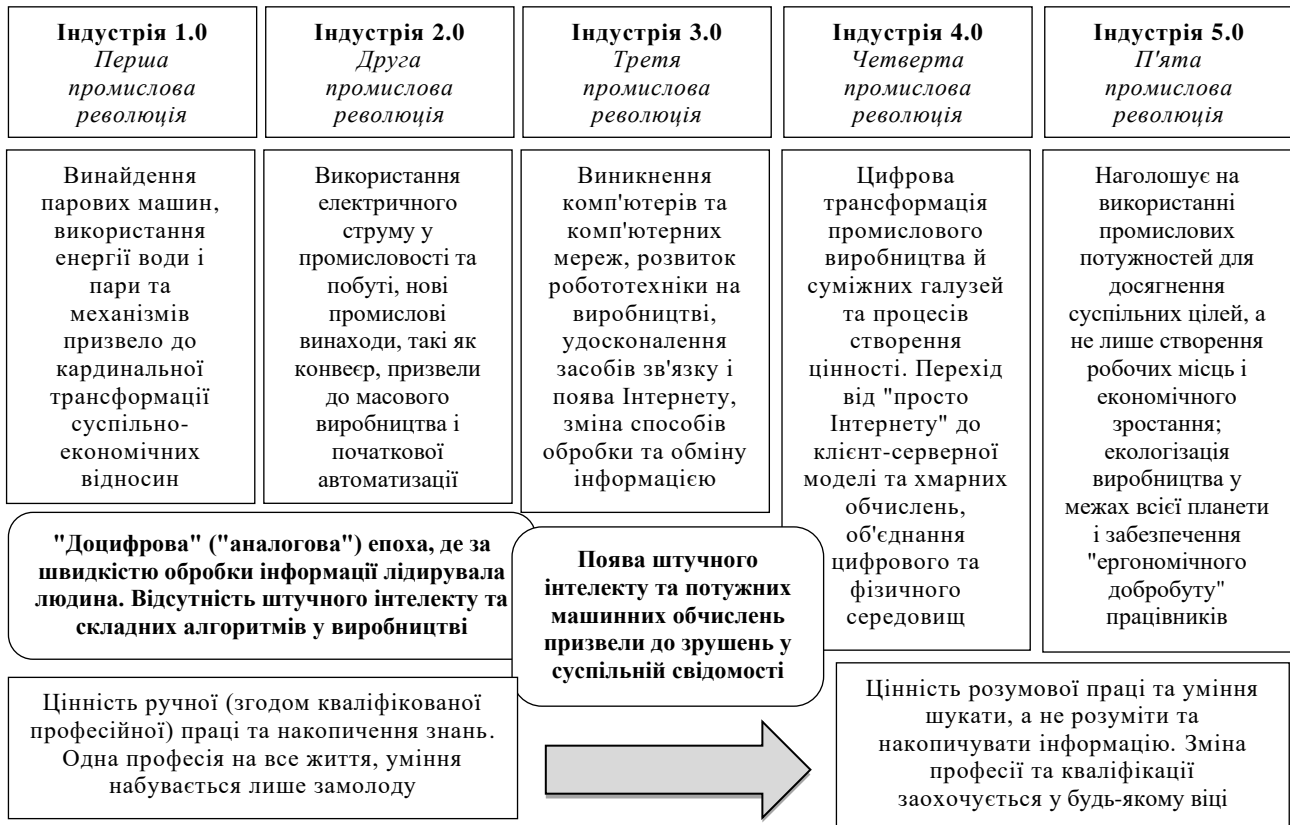 Індустрія 1.0
Перша
промислова
революція
Індустрія 2.0
Друга
промислова
революція
Індустрія 3.0
Третя
промислова
революція
Індустрія 4.0
Четверта
промислова
революція
Індустрія 5.0
П'ята
промислова
революція
Винайдення
парових машин,
використання
енергії води і
пари та
механізмів
призвело до
кардинальної
трансформації
суспільно-
економічних
відносин
Використання
електричного
струму у
промисловості та
побуті, нові
промислові
винаходи, такі як
конвеєр, призвели
до масового
виробництва і
початкової
автоматизації
Виникнення
комп'ютерів та
комп'ютерних
мереж, розвиток
робототехніки на
виробництві,
удосконалення
засобів зв'язку і
поява Інтернету,
зміна способів
обробки та обміну
інформацією
Цифрова
трансформація
промислового
виробництва й
суміжних галузей
та процесів
створення
цінності. Перехід
від "просто
Інтернету" до
клієнт-серверної
моделі та хмарних
обчислень,
об'єднання
цифрового та
фізичного
середовищ
Наголошує на
використанні
промислових
потужностей для
досягнення
суспільних цілей, а
не лише створення
робочих місць і
економічного
зростання;
екологізація
виробництва у
межах всієї планети
і забезпечення
"ергономічного
добробуту"
працівників
"Доцифрова" ("аналогова") епоха, де за
швидкістю обробки інформації лідирувала
людина. Відсутність штучного інтелекту та
складних алгоритмів у виробництві
Поява штучного
інтелекту та потужних
машинних обчислень
призвели до зрушень у
суспільній свідомості
Цінність ручної (згодом кваліфікованої
професійної) праці та накопичення знань.
Одна професія на все життя, уміння
набувається лише замолоду
Цінність розумової праці та уміння
шукати, а не розуміти та
накопичувати інформацію. Зміна
професії та кваліфікації
заохочується у будь-якому віці